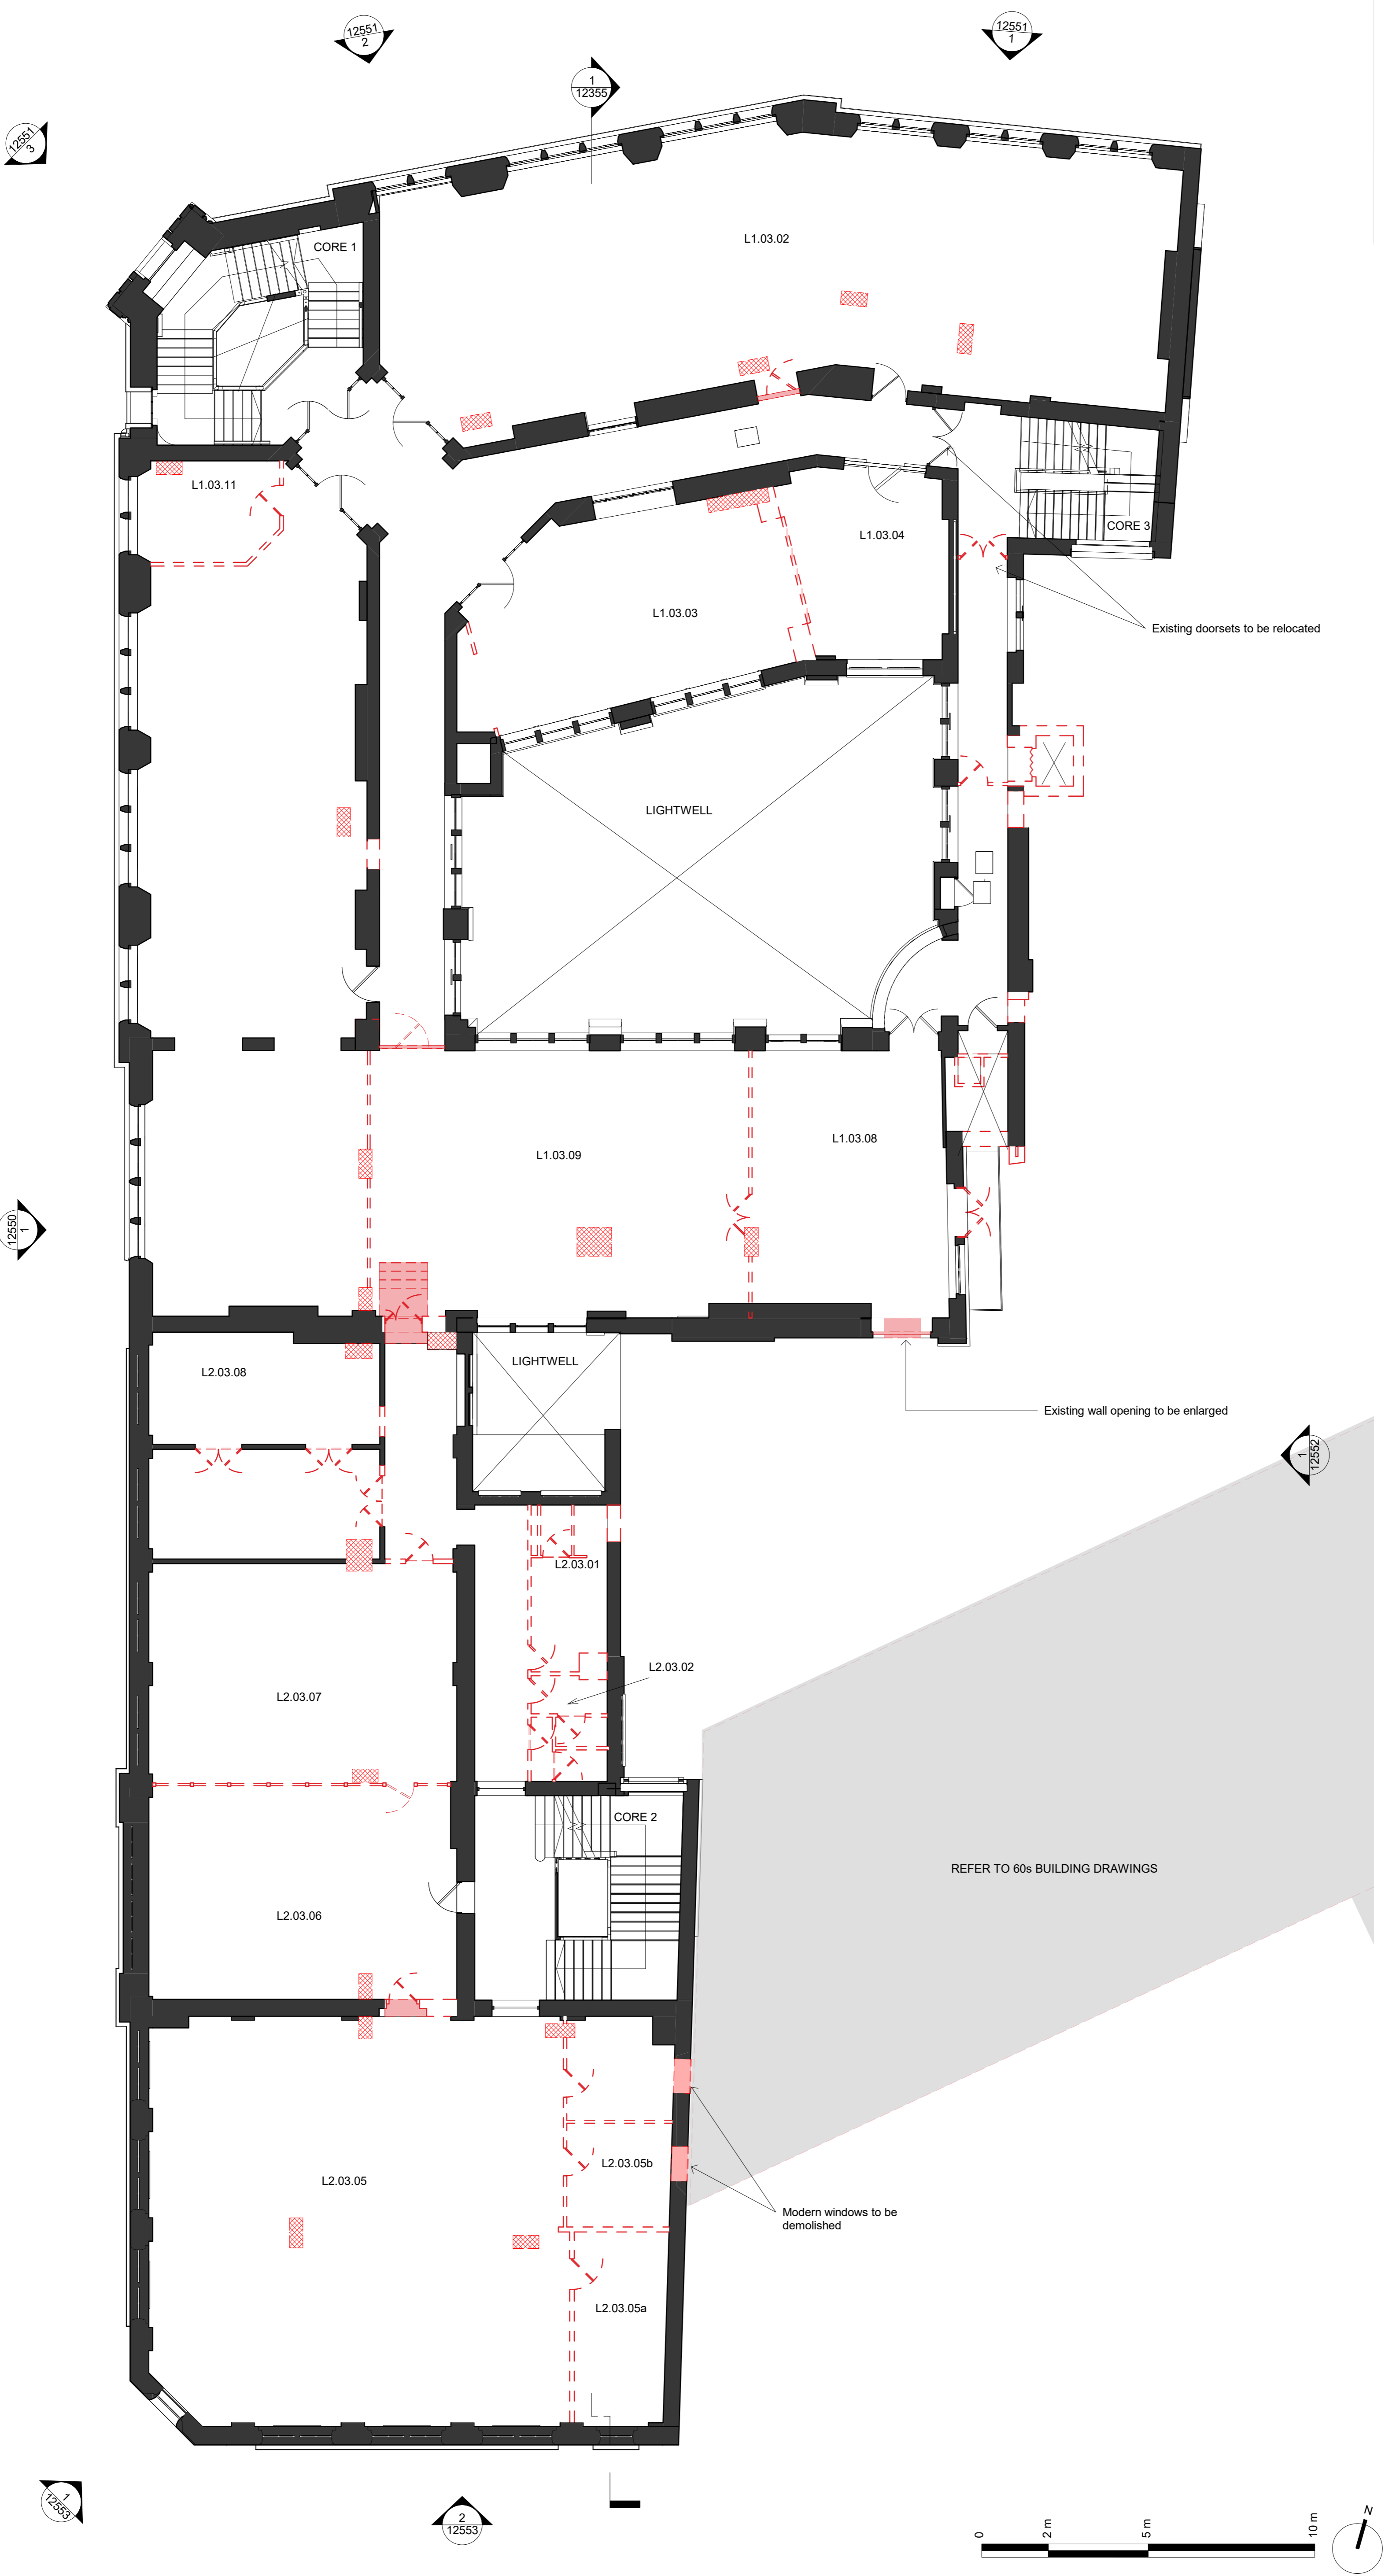 12551
2
12551
1
1
12355
12551
3
L1.03.02
CORE 1
L1.03.11
L1.03.04
CORE 3
L1.03.03
Existing doorsets to be relocated
LIGHTWELL
L1.03.08
L1.03.09
12550
1
LIGHTWELL
L2.03.08
Existing wall opening to be enlarged
1
12552
L2.03.01
L2.03.02
L2.03.07
CORE 2
REFER TO 60s BUILDING DRAWINGS
L2.03.06
L2.03.05b
L2.03.05
Modern windows to be
demolished
L2.03.05a
1
12553
2
12553
0
2 m
5 m
10 m
N